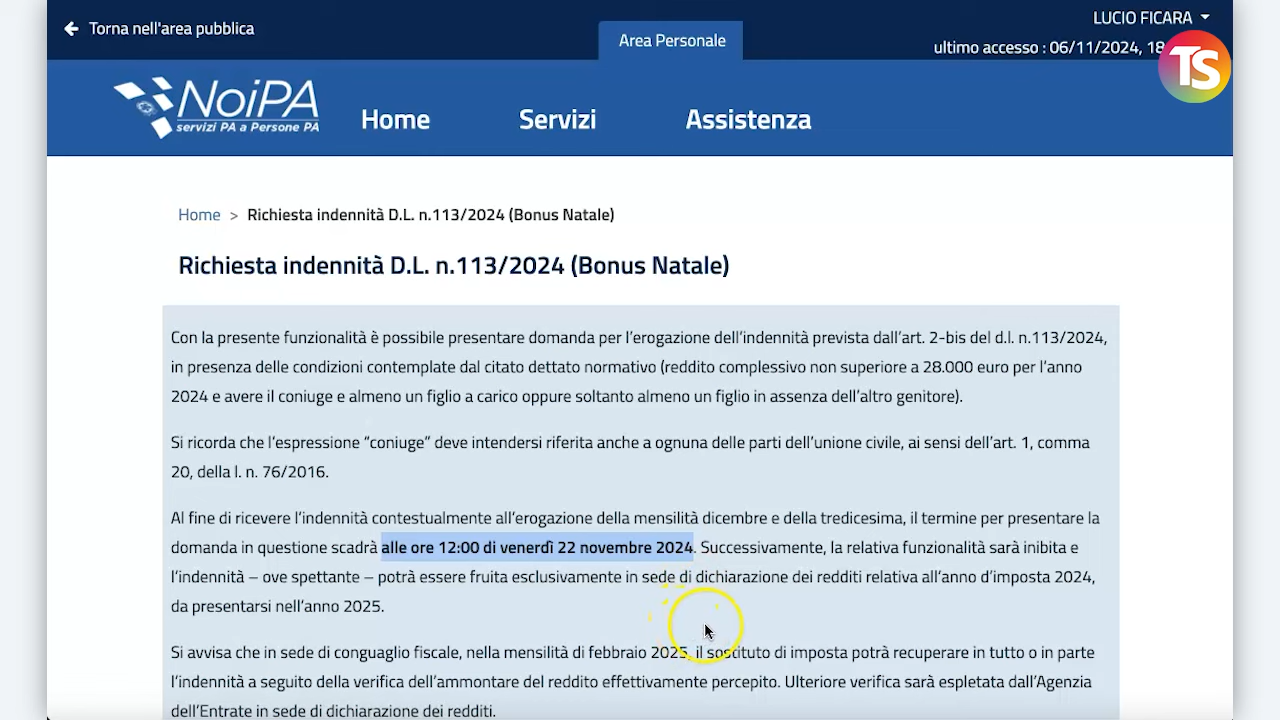 Torna nell'area pubblica
Area Personale
LUCIO FICARA
ultimo accesso : 06/11/2024, 18
TS
NoiPA
servizi PA a Persone PA
Home
Servizi
Assistenza
Home > Richiesta indennità D.L. n.113/2024 (Bonus Natale)
Richiesta indennità D.L. n.113/2024 (Bonus Natale)
Con la presente funzionalità è possibile presentare domanda per l’erogazione dell’indennità prevista dall’art. 2-bis del d.l. n.113/2024,
in presenza delle condizioni contemplate dal citato dettato normativo (reddito complessivo non superiore a 28.000 euro per l’anno
2024 e avere il coniuge e almeno un figlio a carico oppure soltanto almeno un figlio in assenza dell’altro genitore).
Si ricorda che l’espressione “coniuge” deve intendersi riferita anche a ognuna delle parti dell’unione civile, ai sensi dell’art. 1, comma
20, della l. n. 76/2016.
Al fine di ricevere l’indennità contestualmente all’erogazione della mensilità dicembre e della tredicesima, il termine per presentare la
domanda in questione scadrà alle ore 12:00 di venerdì 22 novembre 2024. Successivamente, la relativa funzionalità sarà inibita e
l’indennità – ove spettante – potrà essere fruita esclusivamente in sede di dichiarazione dei redditi relativa all’anno d’imposta 2024,
da presentarsi nell’anno 2025.
Si avvisa che in sede di conguaglio fiscale, nella mensilità di febbraio 2025, il sostituto di imposta potrà recuperare in tutto o in parte
l’indennità a seguito della verifica dell’ammontare del reddito effettivamente percepito. Ulteriore verifica sarà espletata dall’Agenzia
dell’Entrate in sede di dichiarazione dei redditi.